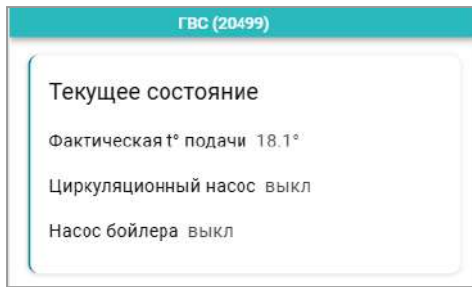 ГВС (20499)
Текущее состояние
Фактическая t° подачи 18.1°
Циркуляционный насос выкл
Насос бойлера выкл